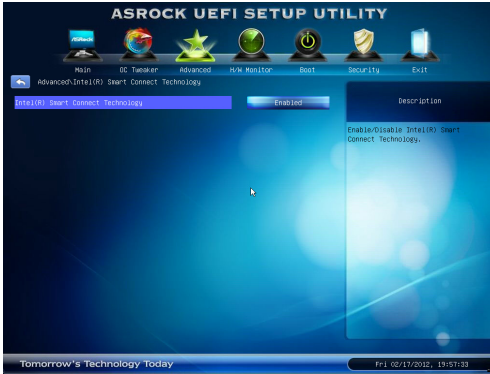 ASROCK UEFI SETUP UTILITY
ASRock
Main OC Tweaker Advanced H/W Monitor Boot Security Exit
Advanced\Intel(R) Smart Connect Technology
Intel(R) Smart Connect Technology Enabled
Description
Enable/Disable Intel(R) Smart
Connect Technology.
Tomorrow's Technology Today
Fri 02/17/2012, 19:57:33